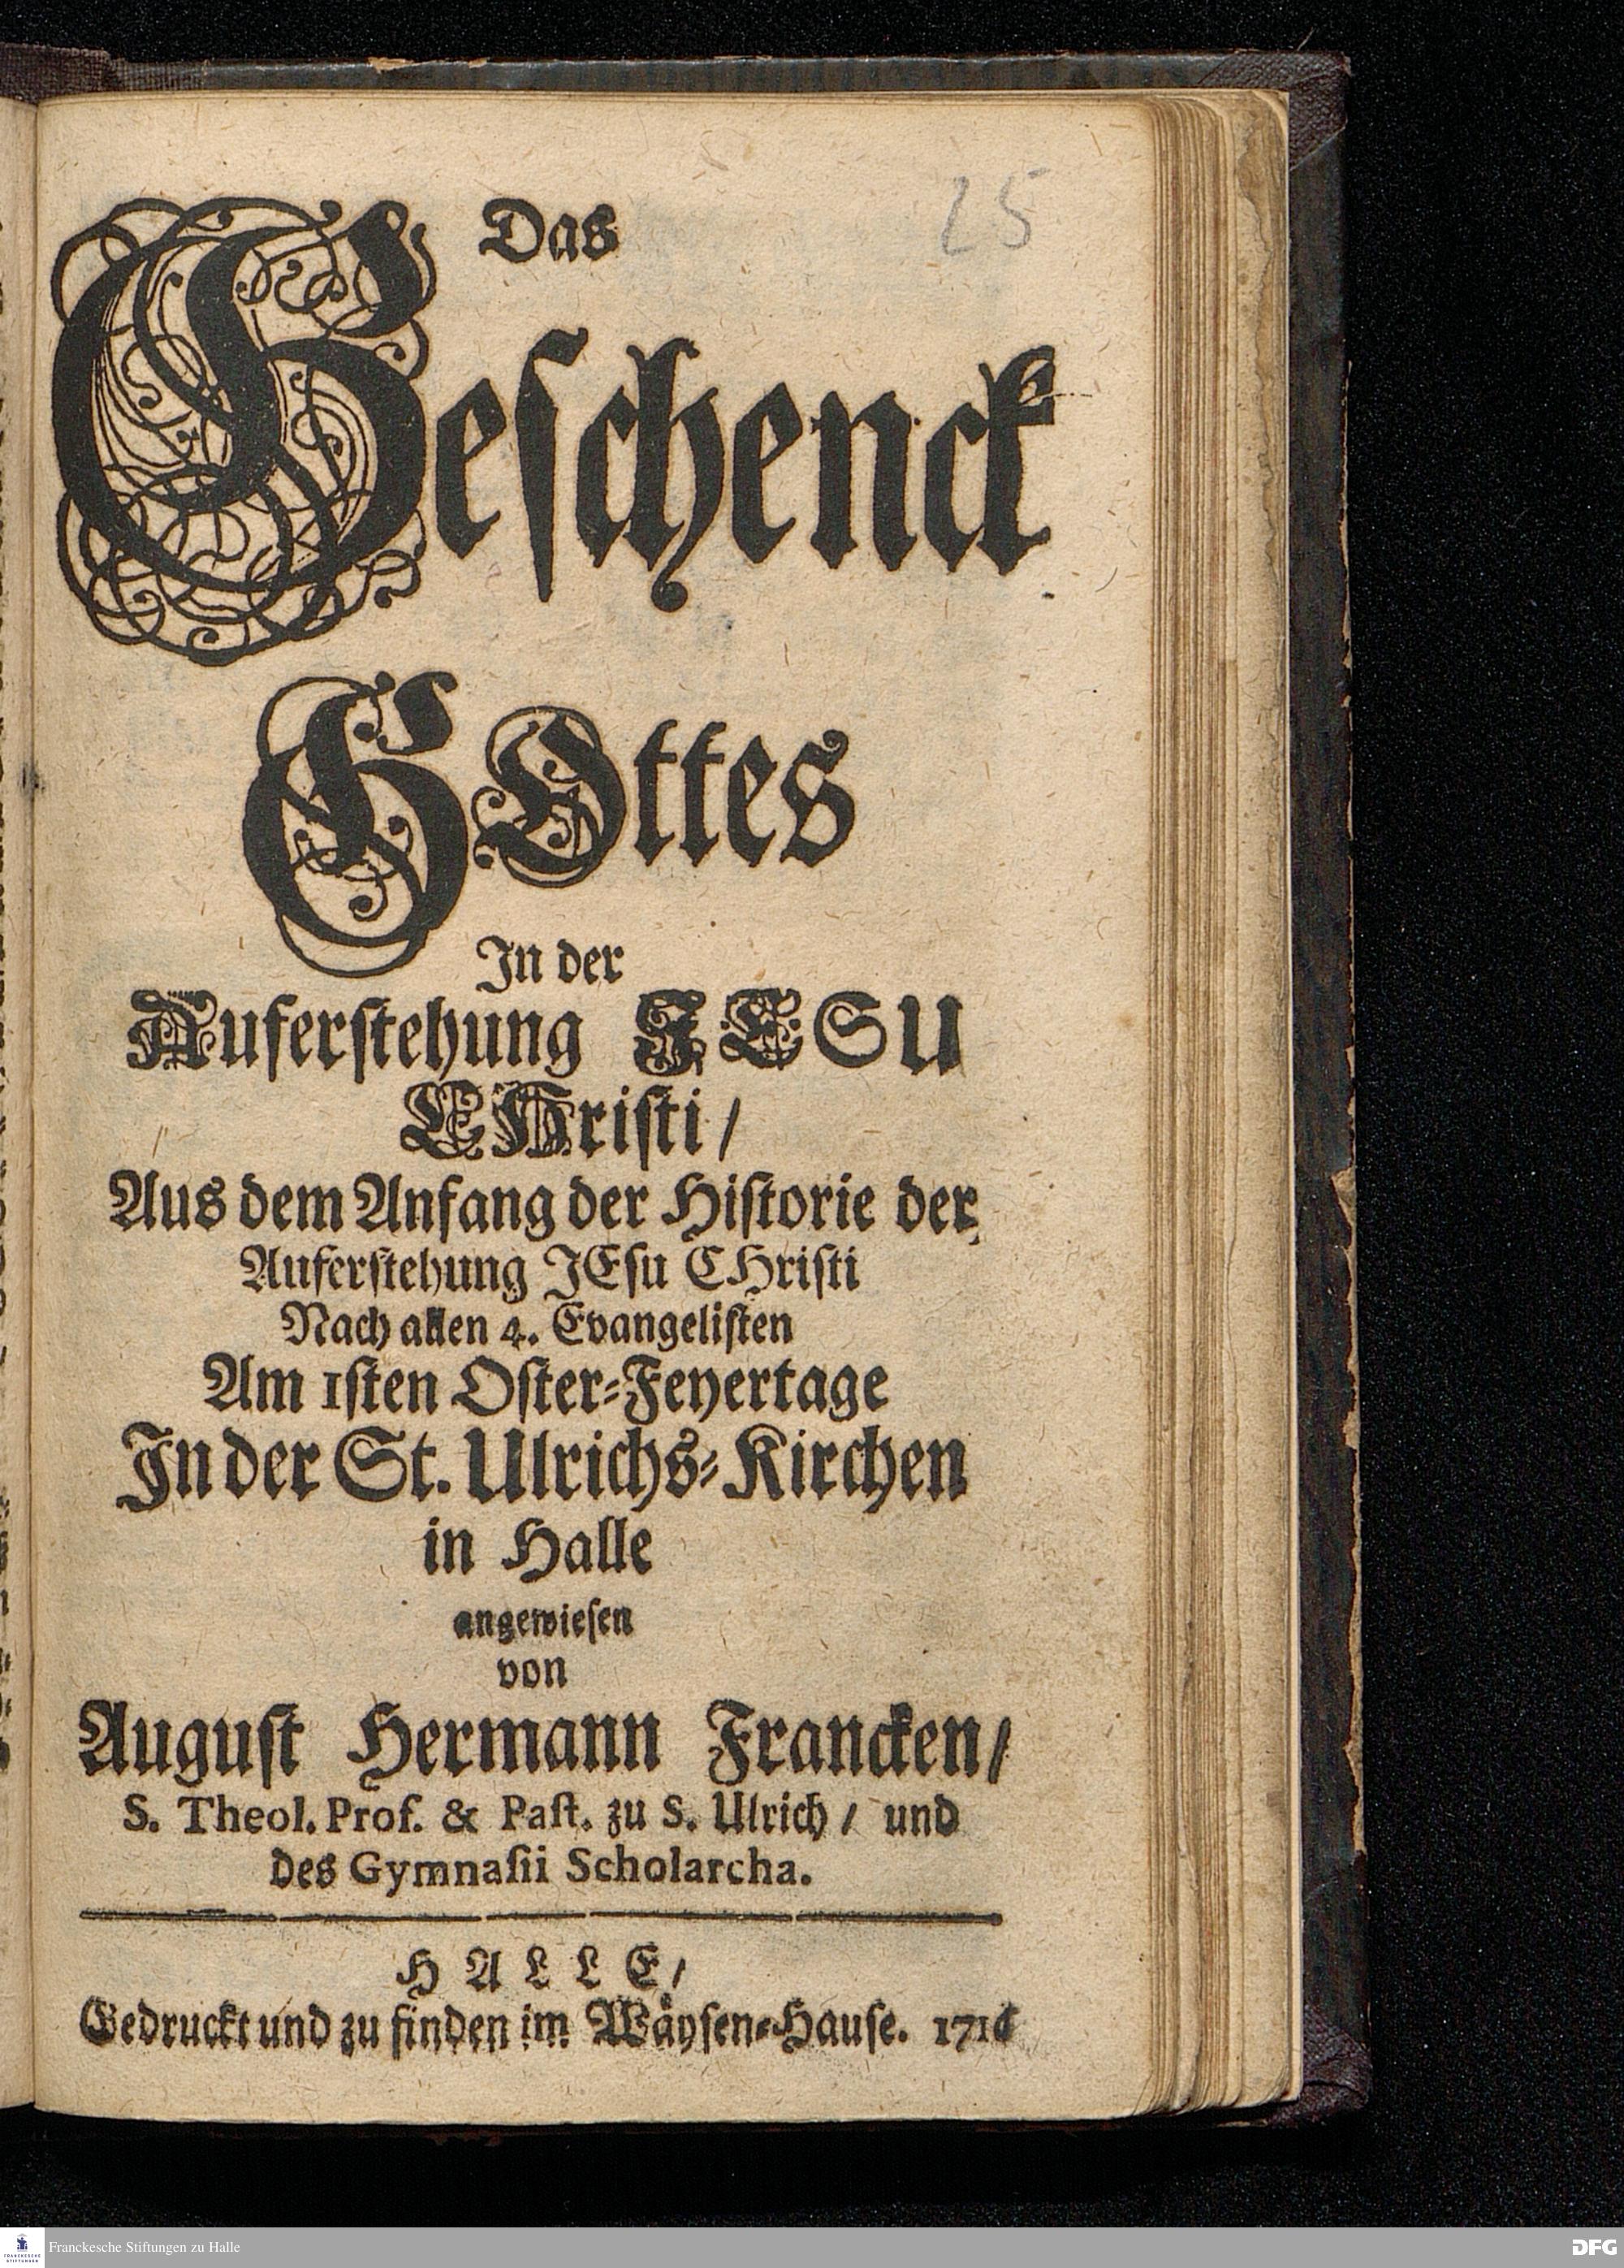 25
Das
Geschenck
GOttes
In der
Auferstehung JESU
CHristi /
Aus dem Anfang der Historie der
Auferstehung JEsu CHristi
Nach allen 4. Evangelisten
Am 1sten Oster-Feyertage
In der St. Ulrichs-Kirchen
in Halle
angewiesen
von
August Hermann Francken /
S. Theol. Prof. & Past. zu S. Ulrich / und
des Gymnasii Scholarcha.
HALLE /
Gedruckt und zu finden im Wäysen-Hause. 1716
FRANCKESCHE STIFTUNGEN
Franckesche Stiftungen zu Halle
DFG